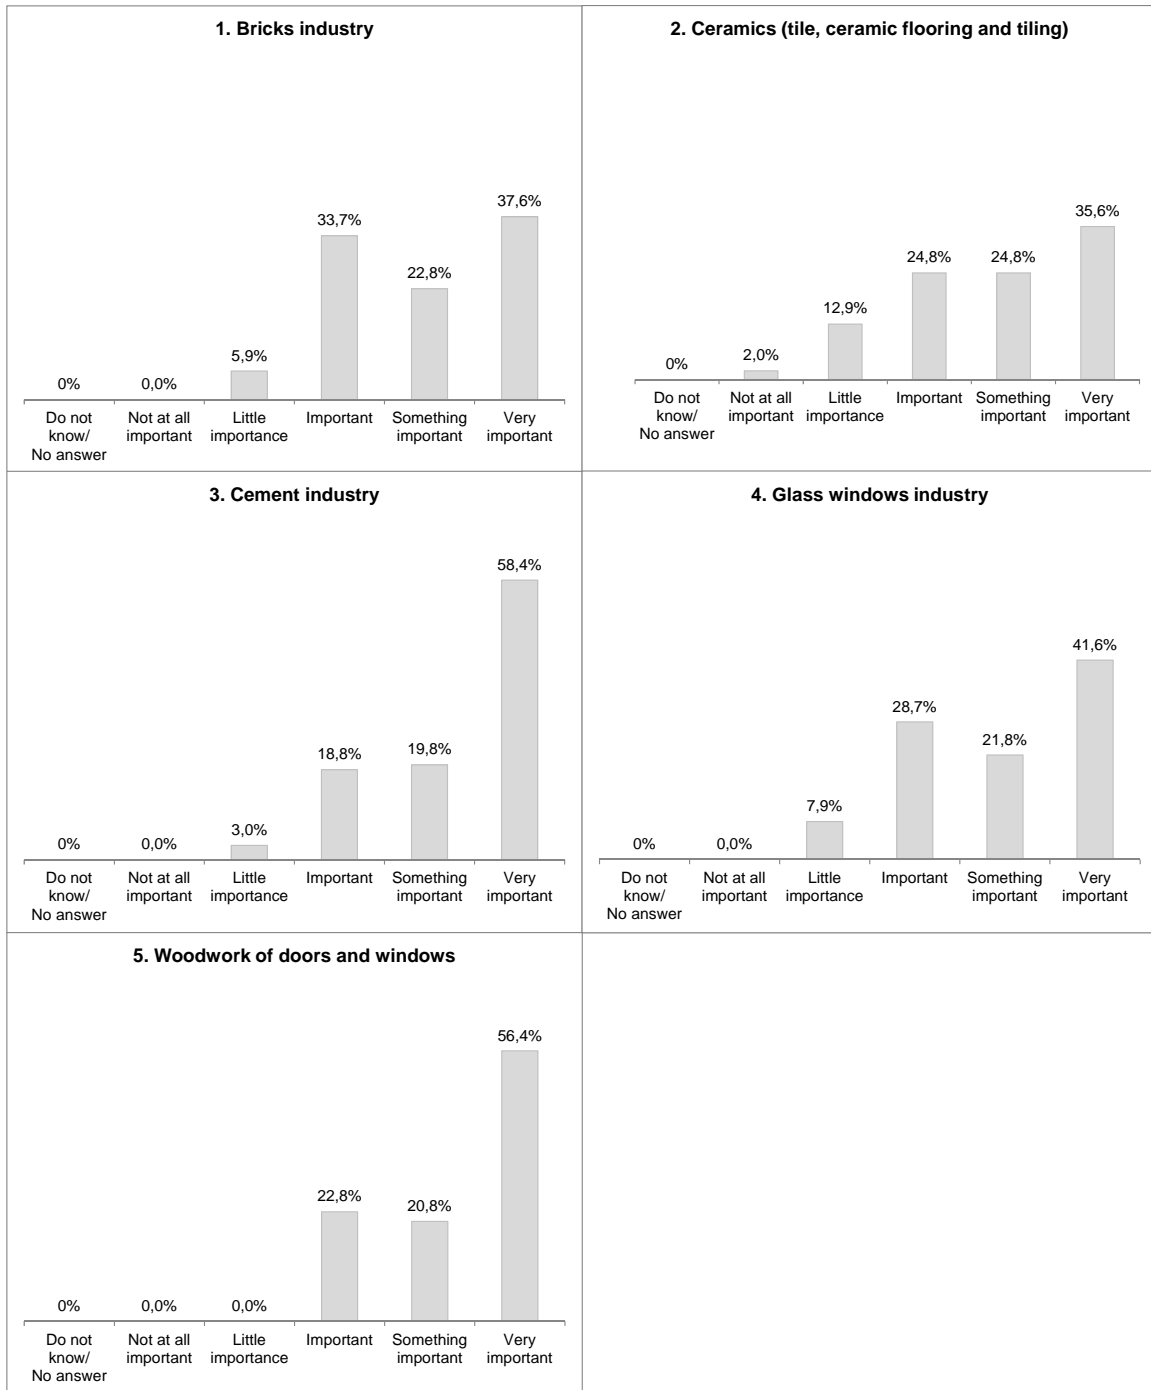 1. Bricks industry
37,6%
33,7%
22,8%
5,9%
0%
0,0%
Do not
know/
No answer
Not at all
important
Little
importance
Important
Something
important
Very
important
2. Ceramics (tile, ceramic flooring and tiling)
35,6%
24,8%
24,8%
12,9%
2,0%
0%
Do not
know/
No answer
Not at all
important
Little
importance
Important
Something
important
Very
important
3. Cement industry
58,4%
18,8%
19,8%
3,0%
0%
0,0%
Do not
know/
No answer
Not at all
important
Little
importance
Important
Something
important
Very
important
4. Glass windows industry
41,6%
28,7%
21,8%
7,9%
0%
0,0%
Do not
know/
No answer
Not at all
important
Little
importance
Important
Something
important
Very
important
5. Woodwork of doors and windows
56,4%
22,8%
20,8%
0%
0,0%
0,0%
Do not
know/
No answer
Not at all
important
Little
importance
Important
Something
important
Very
important